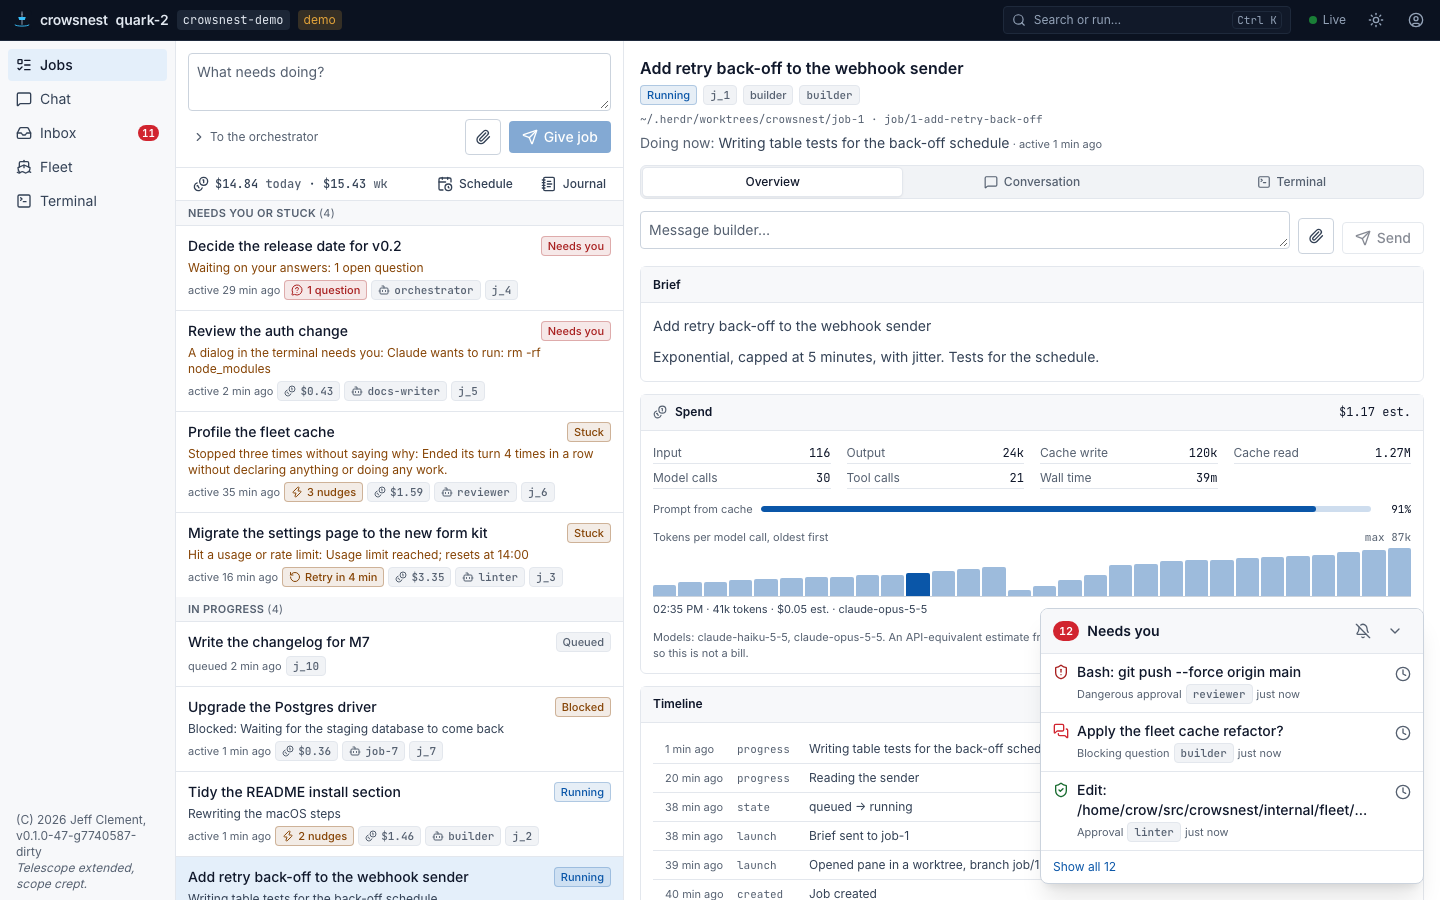 crowsnest quark-2 crowsnest-demo demo
Search or run... Ctrl K
Live
Jobs
Chat
Inbox 11
Fleet
Terminal
(C) 2026 Jeff Clement,
v0.1.0-47-g7740587-
dirty
Telescope extended,
scope crept.
What needs doing?
To the orchestrator
Give job
$14.84 today · $15.43 wk
Schedule
Journal
NEEDS YOU OR STUCK (4)
Decide the release date for v0.2 Needs you
Waiting on your answers: 1 open question
active 29 min ago 1 question orchestrator j_4
Review the auth change Needs you
A dialog in the terminal needs you: Claude wants to run: rm -rf
node_modules
active 2 min ago $0.43 docs-writer j_5
Profile the fleet cache Stuck
Stopped three times without saying why: Ended its turn 4 times in a row
without declaring anything or doing any work.
active 35 min ago 3 nudges $1.59 reviewer j_6
Migrate the settings page to the new form kit Stuck
Hit a usage or rate limit: Usage limit reached; resets at 14:00
active 16 min ago Retry in 4 min $3.35 linter j_3
IN PROGRESS (4)
Write the changelog for M7 Queued
queued 2 min ago j_10
Upgrade the Postgres driver Blocked
Blocked: Waiting for the staging database to come back
active 1 min ago $0.36 job-7 j_7
Tidy the README install section Running
Rewriting the macOS steps
active 1 min ago 2 nudges $1.46 builder j_2
Add retry back-off to the webhook sender Running
Writing table tests for the back-off schedule
Add retry back-off to the webhook sender
Running j_1 builder builder
~/.herdr/worktrees/crowsnest/job-1 · job/1-add-retry-back-off
Doing now: Writing table tests for the back-off schedule · active 1 min ago
Overview
Conversation
Terminal
Message builder...
Send
Brief
Add retry back-off to the webhook sender
Exponential, capped at 5 minutes, with jitter. Tests for the schedule.
Spend $1.17 est.
Input 116 Output 24k Cache write 120k Cache read 1.27M
Model calls 30 Tool calls 21 Wall time 39m
Prompt from cache 91%
Tokens per model call, oldest first max 87k
02:35 PM · 41k tokens · $0.05 est. · claude-opus-5-5
Models: claude-haiku-5-5, claude-opus-5-5. An API-equivalent estimate
so this is not a bill.
Timeline
1 min ago progress Writing table tests for the back-off sched
20 min ago progress Reading the sender
38 min ago state queued → running
38 min ago launch Brief sent to job-1
39 min ago launch Opened pane in a worktree, branch job/1
40 min ago created Job created
12 Needs you
Bash: git push --force origin main
Dangerous approval reviewer just now
Apply the fleet cache refactor?
Blocking question builder just now
Edit:
/home/crow/src/crowsnest/internal/fleet/...
Approval linter just now
Show all 12